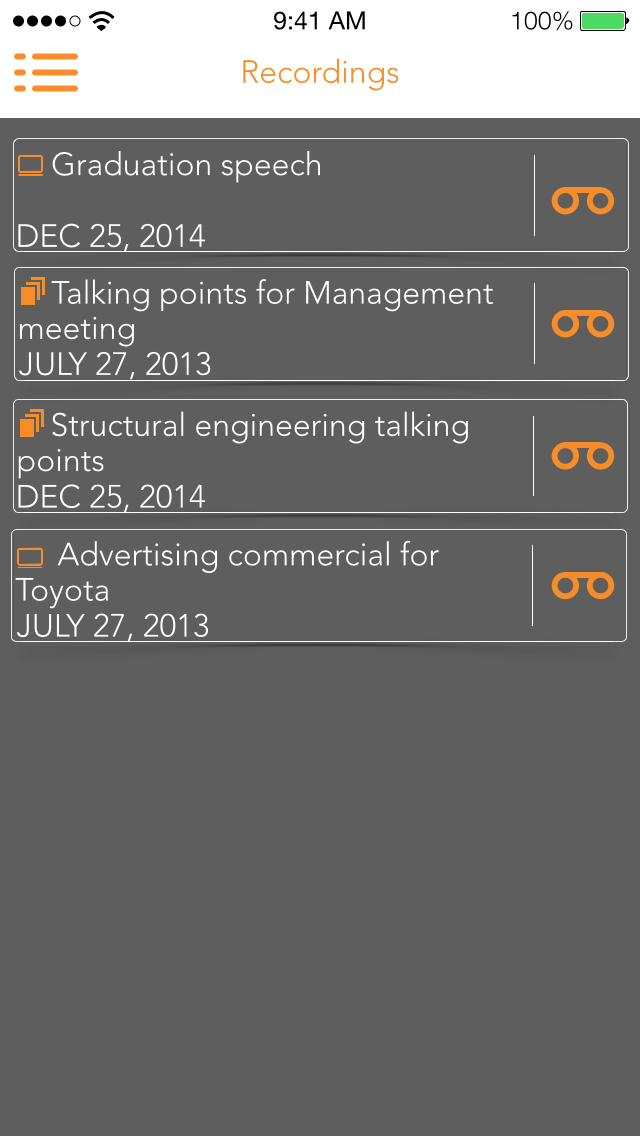 9:41 AM
100%
Recordings
Graduation speech
DEC 25, 2014
Talking points for Management
meeting
JULY 27, 2013
Structural engineering talking
points
DEC 25, 2014
Advertising commercial for
Toyota
JULY 27, 2013